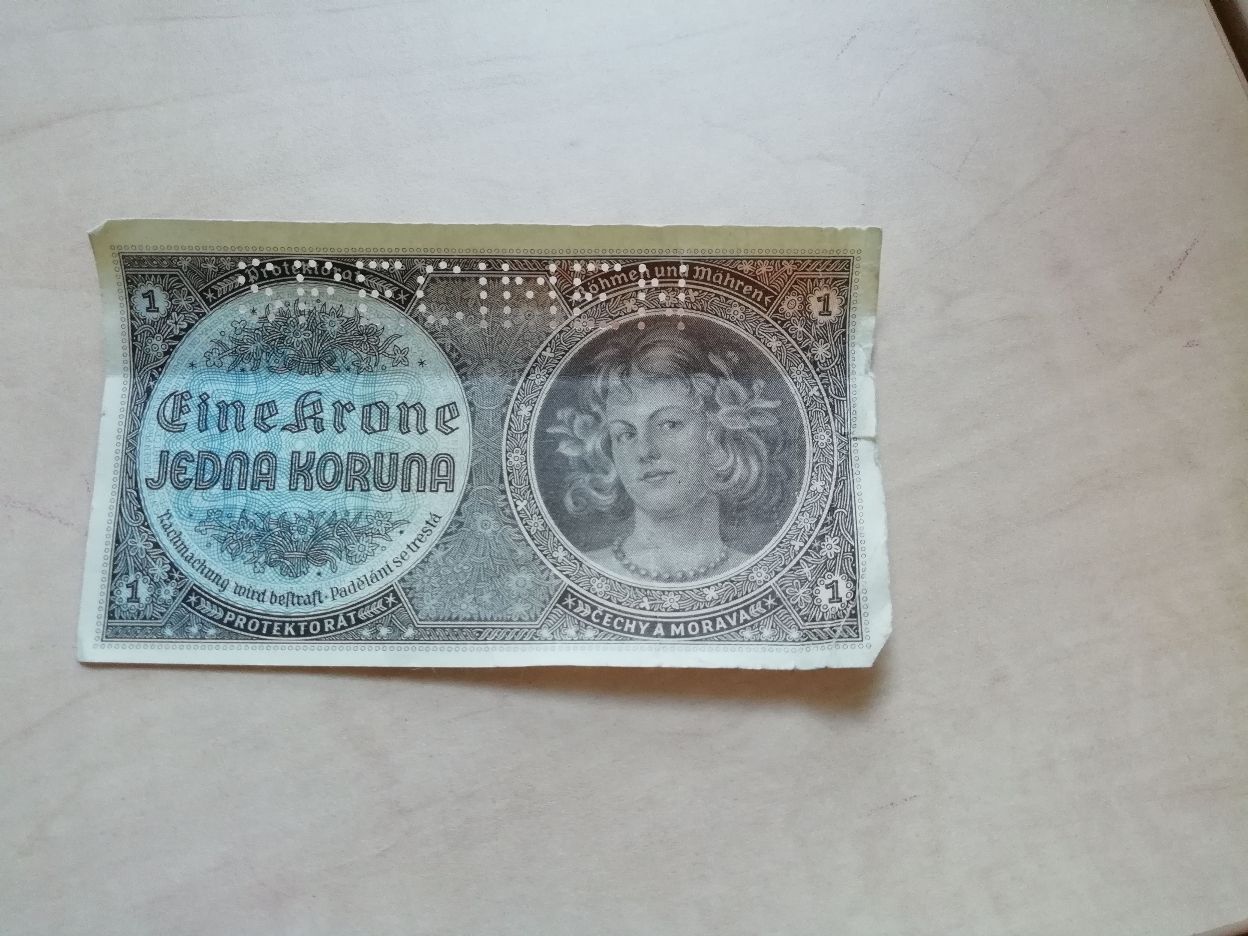 Protektorat
Böhmen und Mähren
1
1
Eine Krone
JEDNA KORUNA
Nachmachung wird bestraft · Padělání se trestá
1
1
PROTEKTORÁT
ČECHY A MORAVA